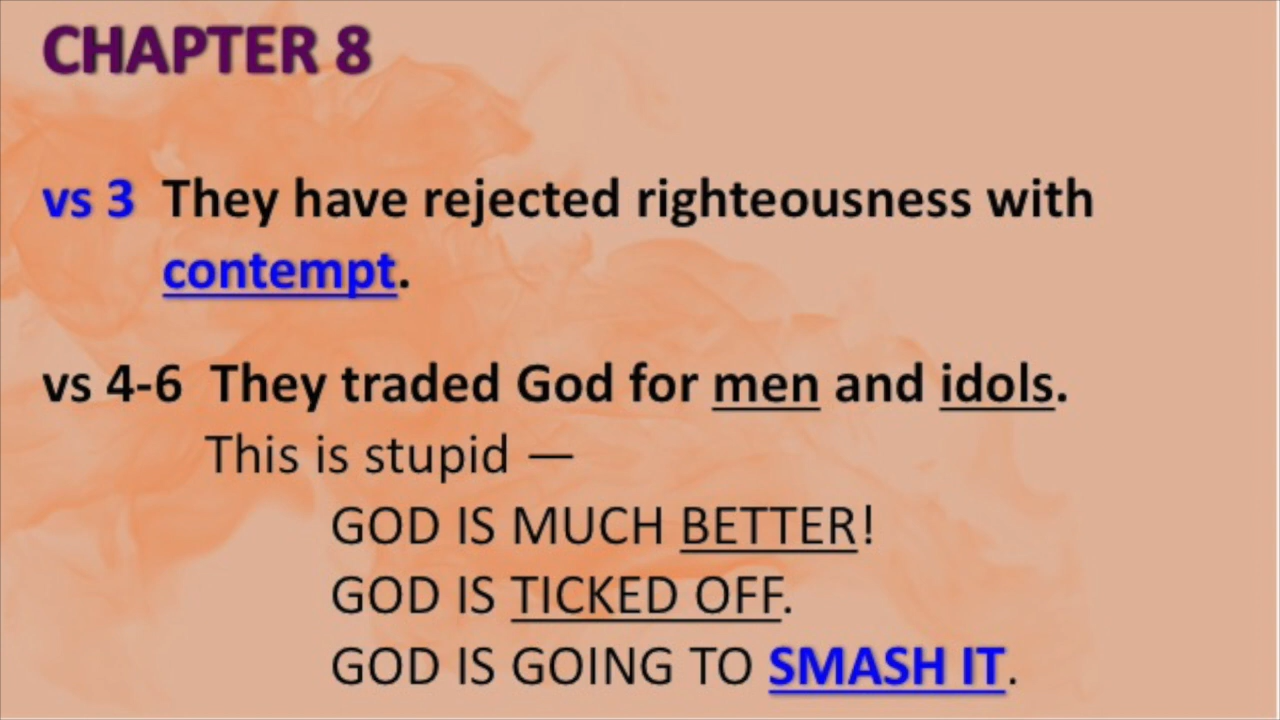 CHAPTER 8
vs 3 They have rejected righteousness with
contempt.
vs 4-6 They traded God for men and idols.
This is stupid —
GOD IS MUCH BETTER!
GOD IS TICKED OFF.
GOD IS GOING TO SMASH IT.